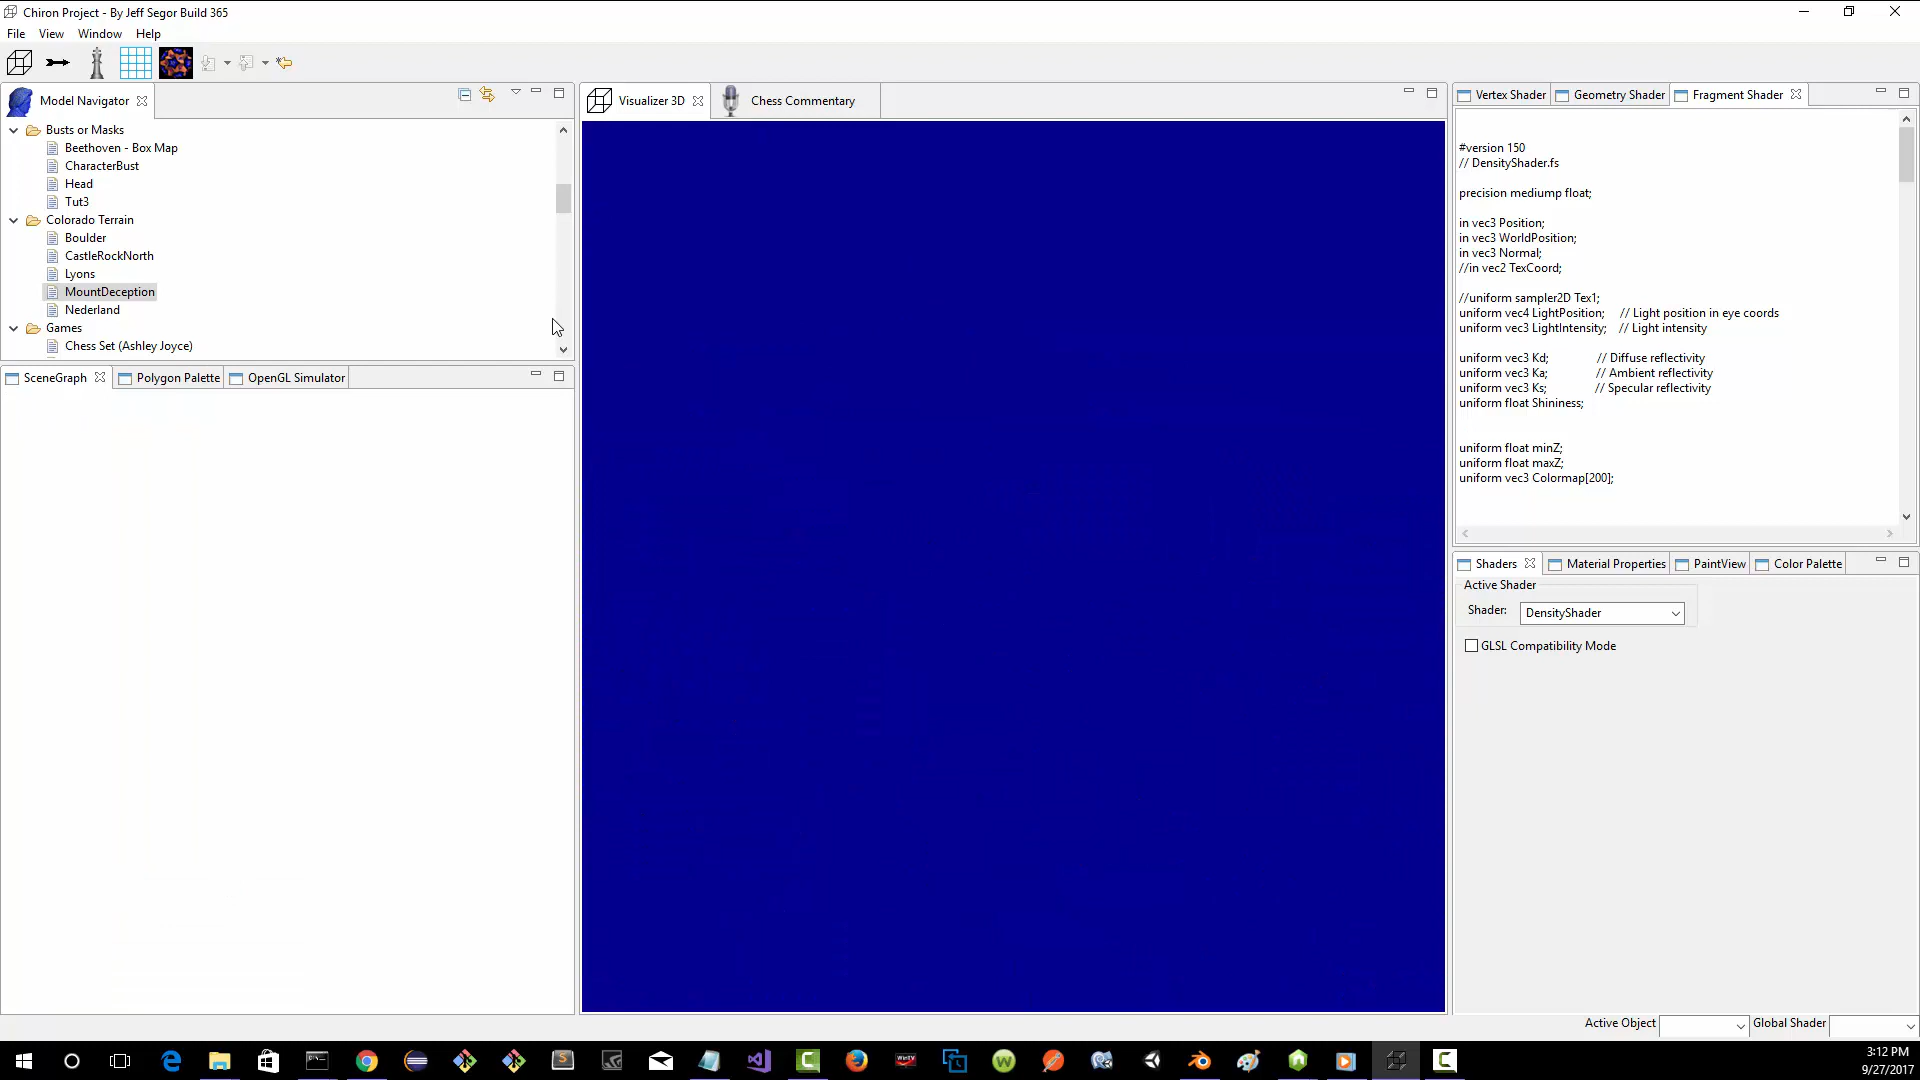 Chiron Project - By Jeff Segor Build 365
File View Window Help
Model Navigator
Busts or Masks
Beethoven - Box Map
CharacterBust
Head
Tut3
Colorado Terrain
Boulder
CastleRockNorth
Lyons
MountDeception
Nederland
Games
Chess Set (Ashley Joyce)
SceneGraph Polygon Palette OpenGL Simulator
Visualizer 3D Chess Commentary
Vertex Shader Geometry Shader Fragment Shader
#version 150
// DensityShader.fs
precision mediump float;
in vec3 Position;
in vec3 WorldPosition;
in vec3 Normal;
//in vec2 TexCoord;
//uniform sampler2D Tex1;
uniform vec4 LightPosition; // Light position in eye coords
uniform vec3 LightIntensity; // Light intensity
uniform vec3 Kd; // Diffuse reflectivity
uniform vec3 Ka; // Ambient reflectivity
uniform vec3 Ks; // Specular reflectivity
uniform float Shininess;
uniform float minZ;
uniform float maxZ;
uniform vec3 Colormap[200];
Shaders Material Properties PaintView Color Palette
Active Shader
Shader: DensityShader
GLSL Compatibility Mode
Active Object Global Shader
3:12 PM
9/27/2017